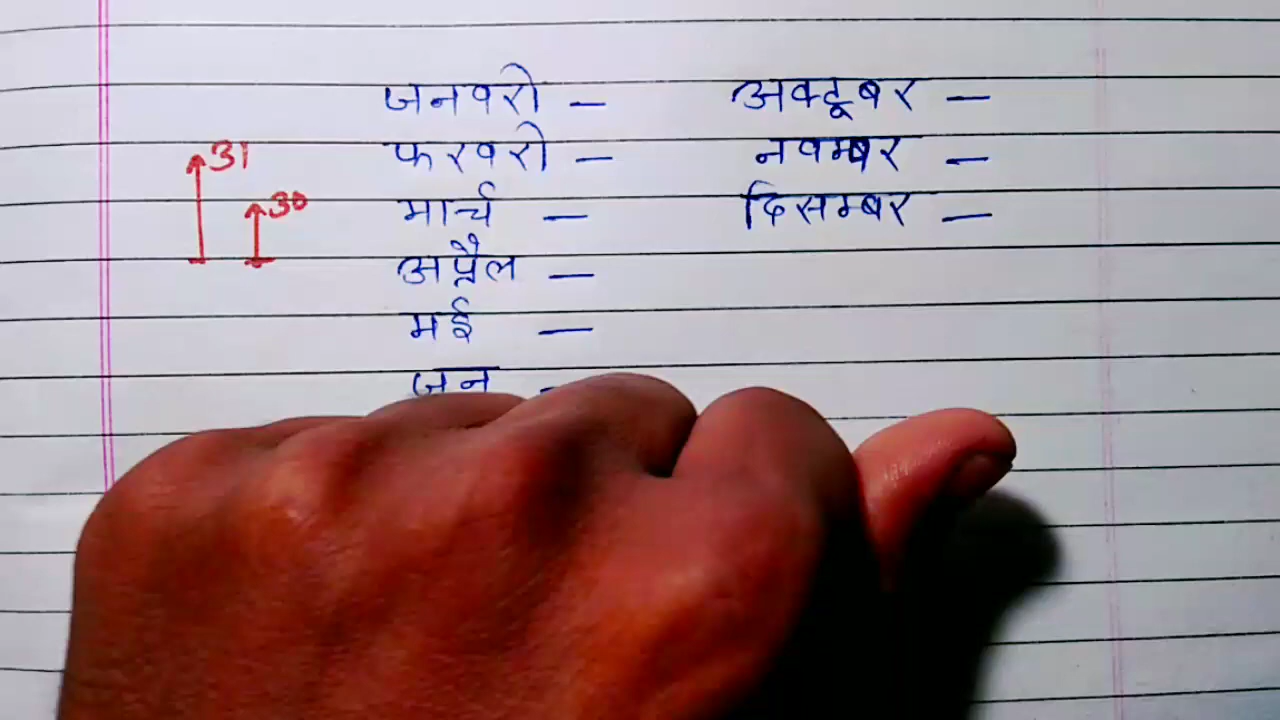 जनवरी –
फरवरी –
मार्च –
अप्रैल –
मई –
जून –
अक्टूबर –
नवम्बर –
दिसम्बर –
31
30